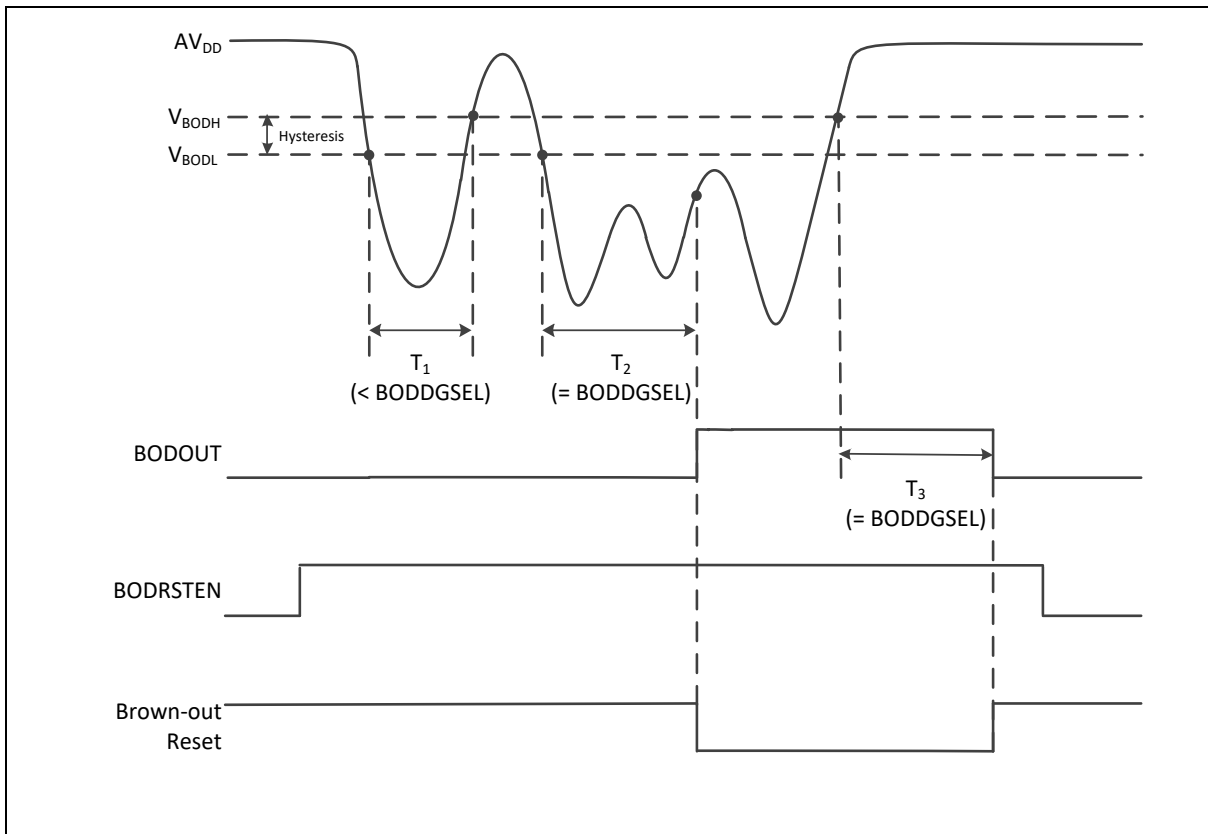 AVDD
VBODH
Hysteresis
VBODL
T1
(< BODDGSEL)
T2
(= BODDGSEL)
BODOUT
T3
(= BODDGSEL)
BODRSTEN
Brown-out
Reset